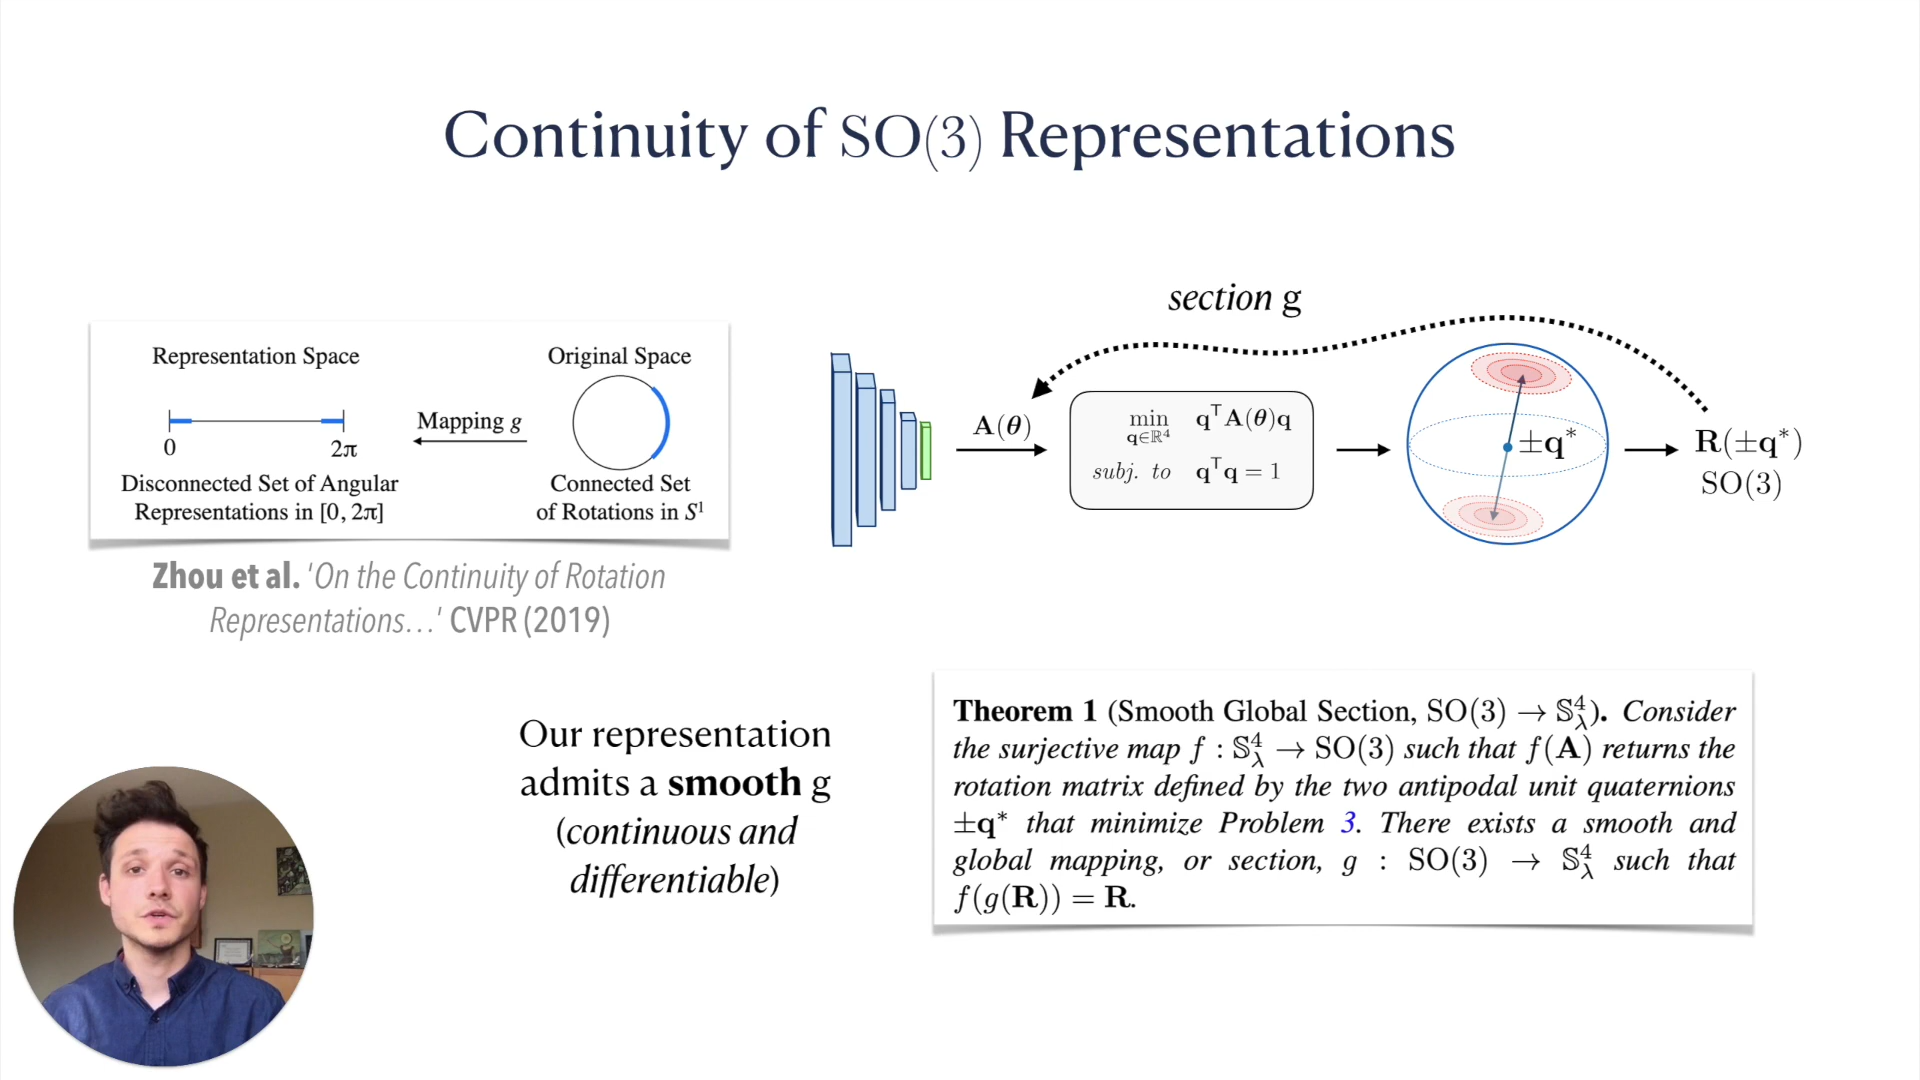 Continuity of SO(3) Representations
Representation Space
Original Space
Mapping g
0
2π
Disconnected Set of Angular
Representations in [0, 2π]
Connected Set
of Rotations in S¹
Zhou et al. 'On the Continuity of Rotation
Representations...' CVPR (2019)
section g
A(θ)
min q∈ℝ⁴ qᵀA(θ)q
subj. to qᵀq = 1
±q*
R(±q*)
SO(3)
Our representation
admits a smooth g
(continuous and
differentiable)
Theorem 1 (Smooth Global Section, SO(3) → 𝕊⁴_λ). Consider
the surjective map f : 𝕊⁴_λ → SO(3) such that f(A) returns the
rotation matrix defined by the two antipodal unit quaternions
±q* that minimize Problem 3. There exists a smooth and
global mapping, or section, g : SO(3) → 𝕊⁴_λ such that
f(g(R)) = R.